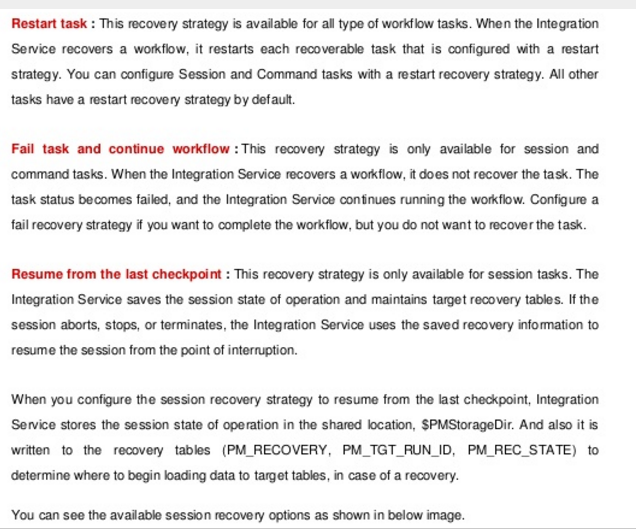 Restart task : This recovery strategy is available for all type of workflow tasks. When the Integration
Service recovers a workflow, it restarts each recoverable task that is configured with a restart
strategy. You can configure Session and Command tasks with a restart recovery strategy. All other
tasks have a restart recovery strategy by default.
Fail task and continue workflow : This recovery strategy is only available for session and
command tasks. When the Integration Service recovers a workflow, it does not recover the task. The
task status becomes failed, and the Integration Service continues running the workflow. Configure a
fail recovery strategy if you want to complete the workflow, but you do not want to recover the task.
Resume from the last checkpoint : This recovery strategy is only available for session tasks. The
Integration Service saves the session state of operation and maintains target recovery tables. If the
session aborts, stops, or terminates, the Integration Service uses the saved recovery information to
resume the session from the point of interruption.
When you configure the session recovery strategy to resume from the last checkpoint, Integration
Service stores the session state of operation in the shared location, $PMStorageDir. And also it is
written to the recovery tables (PM_RECOVERY, PM_TGT_RUN_ID, PM_REC_STATE) to
determine where to begin loading data to target tables, in case of a recovery.
You can see the available session recovery options as shown in below image.